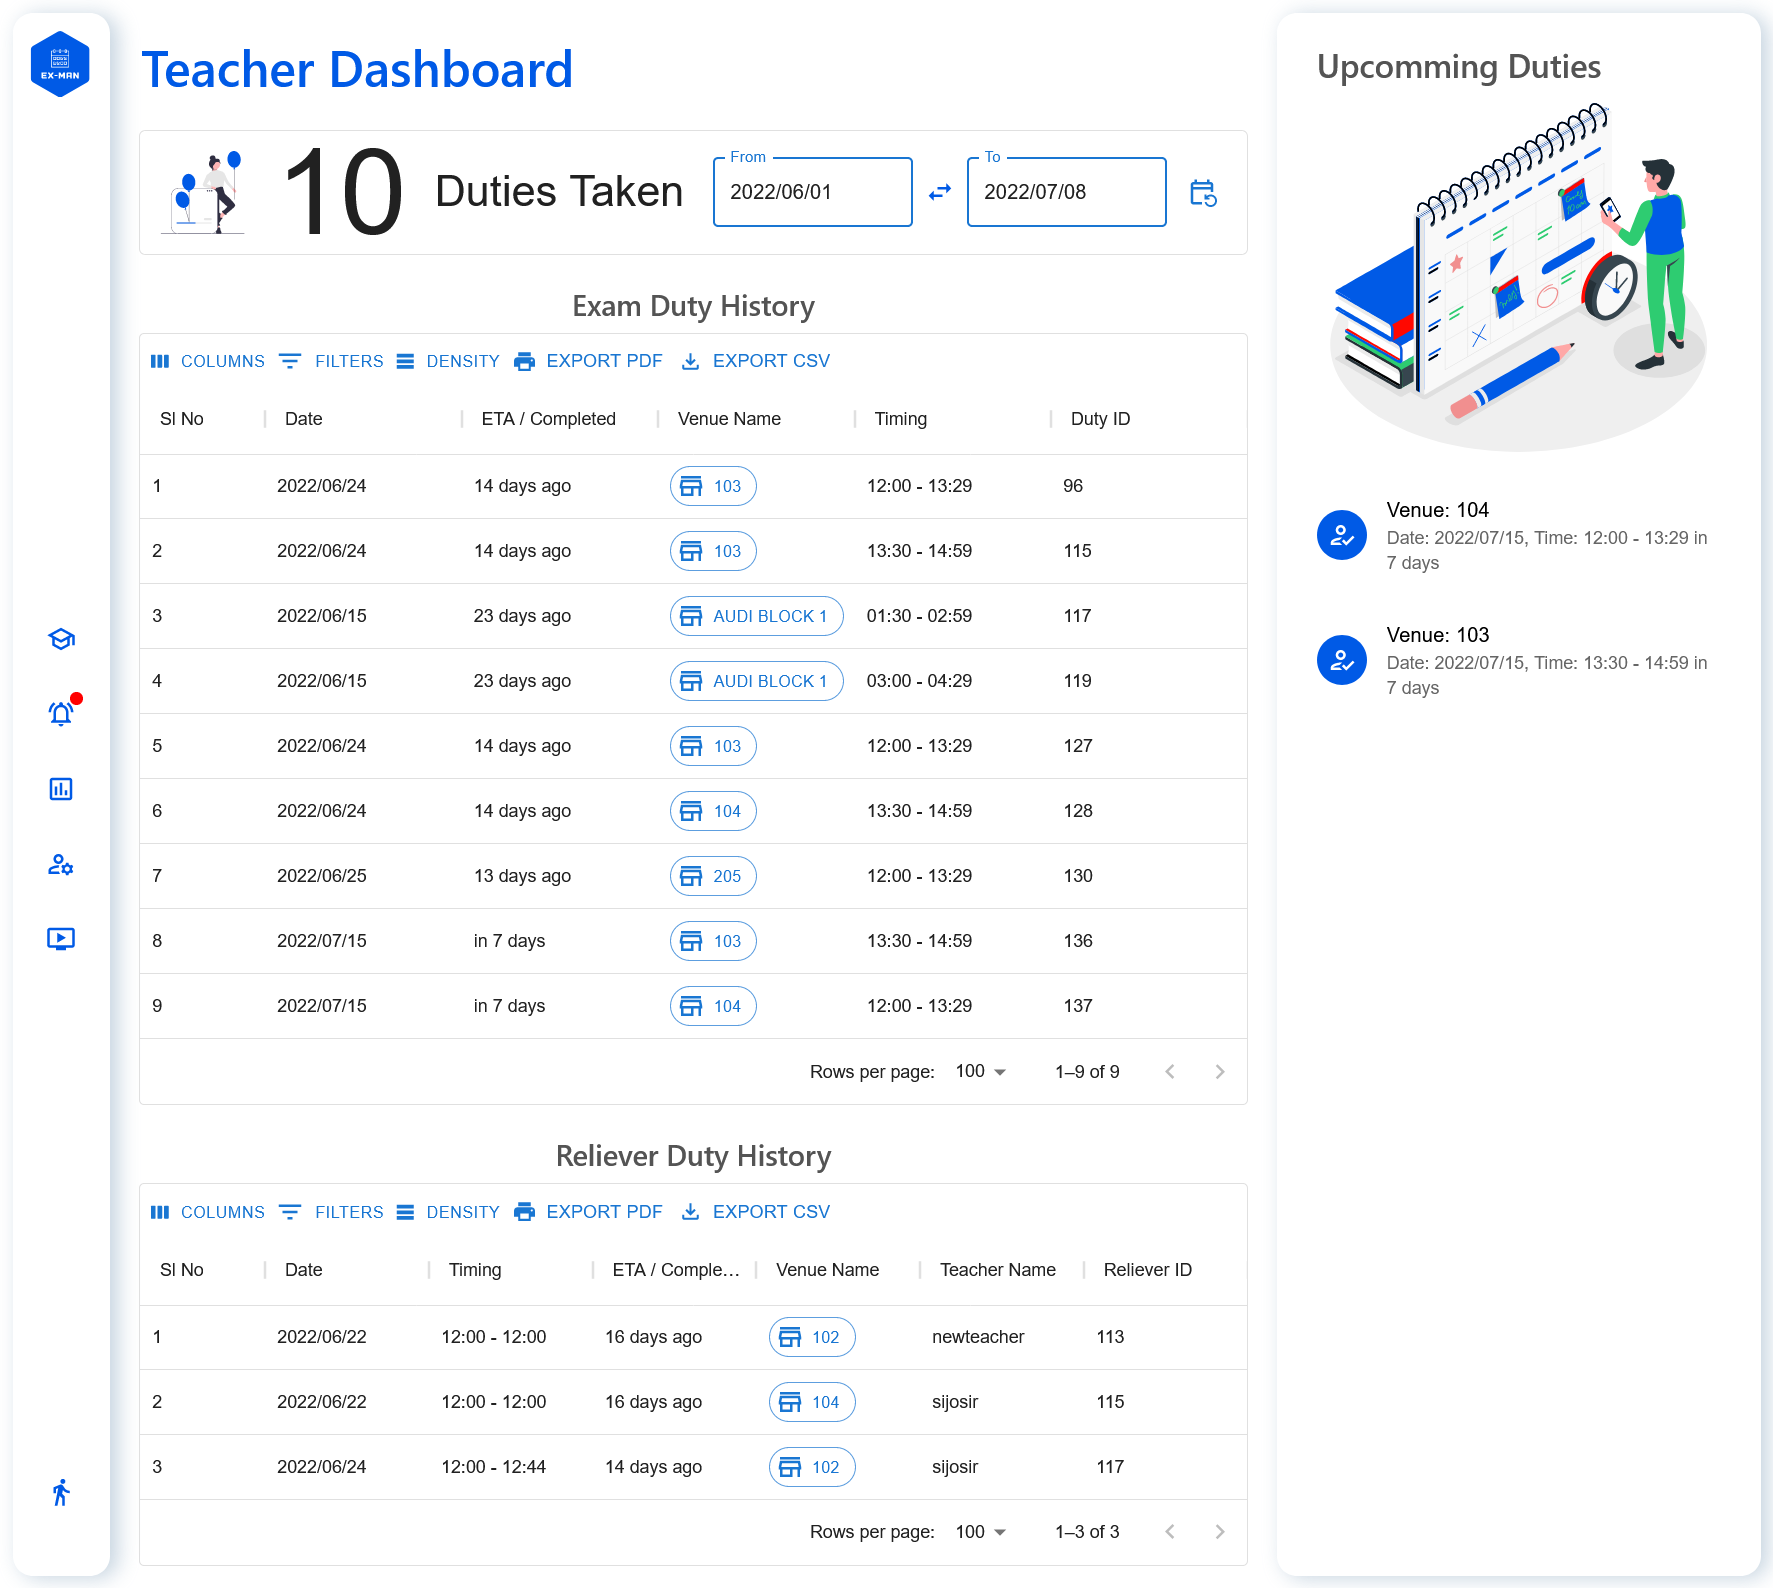 EX-MAN
Teacher Dashboard
10 Duties Taken
From
2022/06/01
To
2022/07/08
Exam Duty History
COLUMNS FILTERS DENSITY EXPORT PDF EXPORT CSV
Sl No Date ETA / Completed Venue Name Timing Duty ID
1 2022/06/24 14 days ago 103 12:00 - 13:29 96
2 2022/06/24 14 days ago 103 13:30 - 14:59 115
3 2022/06/15 23 days ago AUDI BLOCK 1 01:30 - 02:59 117
4 2022/06/15 23 days ago AUDI BLOCK 1 03:00 - 04:29 119
5 2022/06/24 14 days ago 103 12:00 - 13:29 127
6 2022/06/24 14 days ago 104 13:30 - 14:59 128
7 2022/06/25 13 days ago 205 12:00 - 13:29 130
8 2022/07/15 in 7 days 103 13:30 - 14:59 136
9 2022/07/15 in 7 days 104 12:00 - 13:29 137
Rows per page: 100 1–9 of 9
Reliever Duty History
COLUMNS FILTERS DENSITY EXPORT PDF EXPORT CSV
Sl No Date Timing ETA / Comple... Venue Name Teacher Name Reliever ID
1 2022/06/22 12:00 - 12:00 16 days ago 102 newteacher 113
2 2022/06/22 12:00 - 12:00 16 days ago 104 sijosir 115
3 2022/06/24 12:00 - 12:44 14 days ago 102 sijosir 117
Rows per page: 100 1–3 of 3
Upcomming Duties
Venue: 104
Date: 2022/07/15, Time: 12:00 - 13:29 in
7 days
Venue: 103
Date: 2022/07/15, Time: 13:30 - 14:59 in
7 days